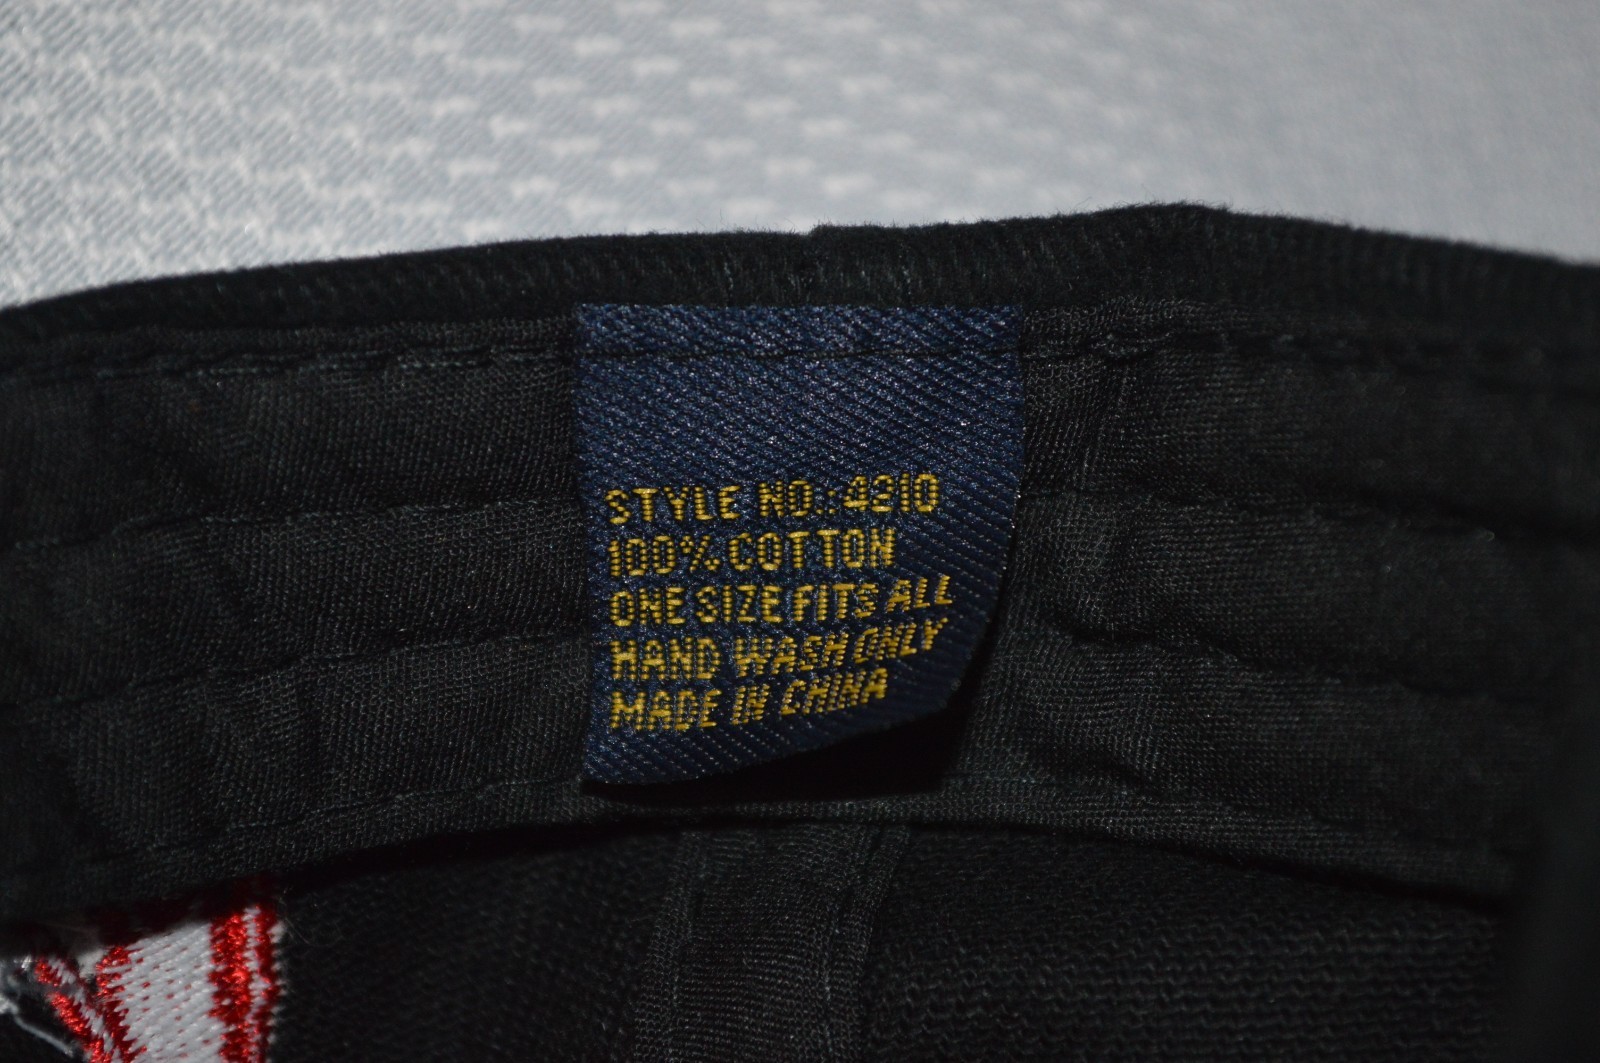 STYLE NO.:4210
100% COTTON
ONE SIZE FITS ALL
HAND WASH ONLY
MADE IN CHINA